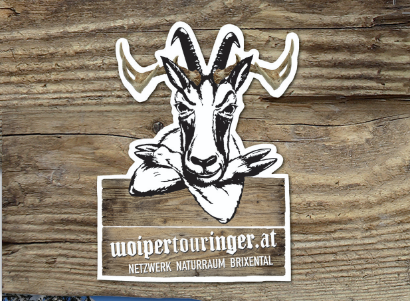 woipertouringer.at
NETZWERK NATURRAUM BRIXENTAL